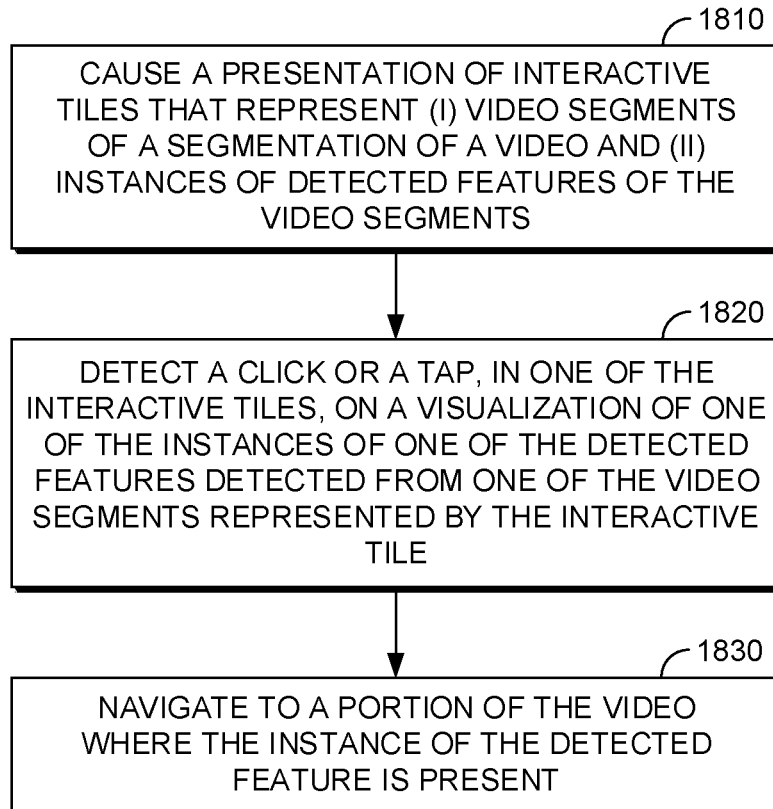 1810
CAUSE A PRESENTATION OF INTERACTIVE
TILES THAT REPRESENT (I) VIDEO SEGMENTS
OF A SEGMENTATION OF A VIDEO AND (II)
INSTANCES OF DETECTED FEATURES OF THE
VIDEO SEGMENTS
1820
DETECT A CLICK OR A TAP, IN ONE OF THE
INTERACTIVE TILES, ON A VISUALIZATION OF ONE
OF THE INSTANCES OF ONE OF THE DETECTED
FEATURES DETECTED FROM ONE OF THE VIDEO
SEGMENTS REPRESENTED BY THE INTERACTIVE
TILE
1830
NAVIGATE TO A PORTION OF THE VIDEO
WHERE THE INSTANCE OF THE DETECTED
FEATURE IS PRESENT